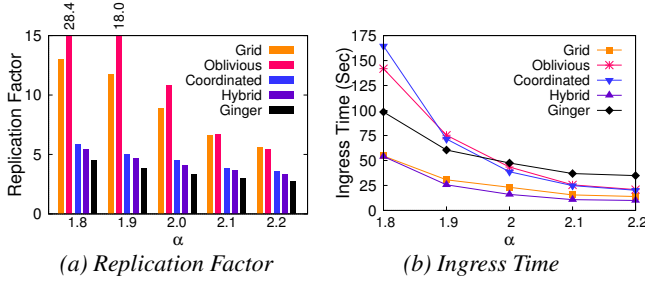 28.4
18.0
Replication Factor
15
10
5
0
Grid
Oblivious
Coordinated
Hybrid
Ginger
1.8 1.9 2.0 2.1 2.2
α
(a) Replication Factor
Ingress Time (Sec)
175
150
125
100
75
50
25
0
Grid
Oblivious
Coordinated
Hybrid
Ginger
1.8 1.9 2 2.1 2.2
α
(b) Ingress Time